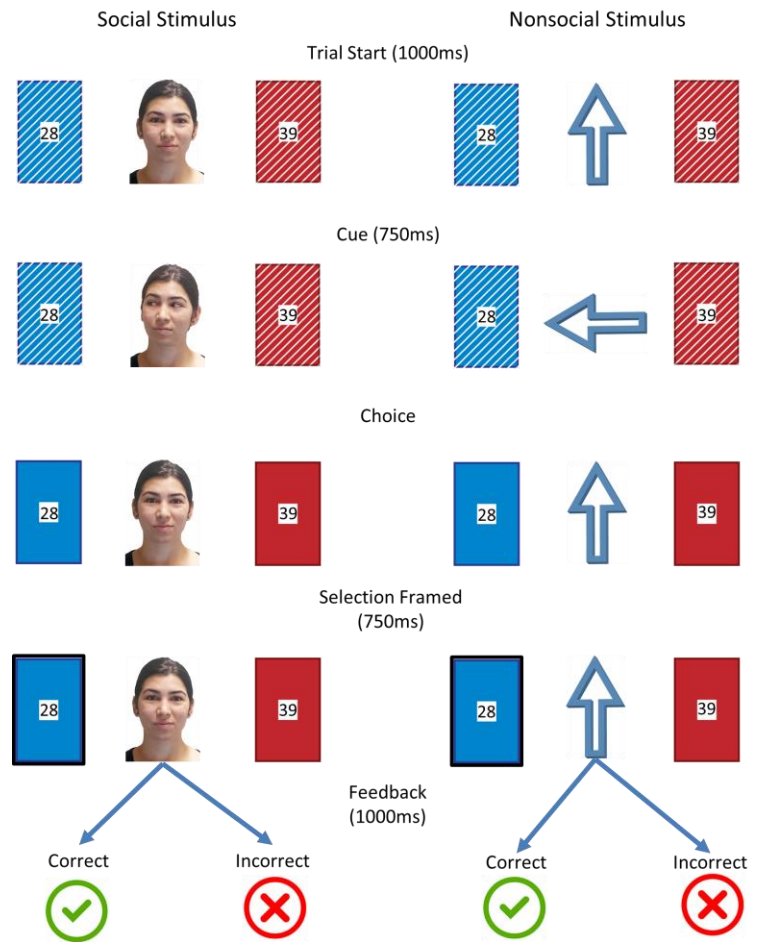 Social Stimulus
Nonsocial Stimulus
Trial Start (1000ms)
28
39
28
39
Cue (750ms)
28
39
28
39
Choice
28
39
28
39
Selection Framed
(750ms)
28
39
28
39
Feedback
(1000ms)
Correct
Incorrect
Correct
Incorrect